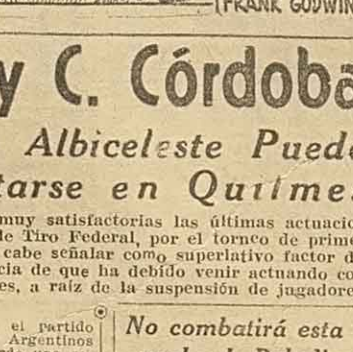 (FRANK GODWIN
y C. Córdoba
Albiceleste Puede
tarse en Quilme
muy satisfactorias las últimas actuacio
de Tiro Federal, por el torneo de prime
cabe señalar como superlativo factor d
cia de que ha debido venir actuando co
es, a raíz de la suspensión de jugadore
el partido
Argentinos
No combatirá esta